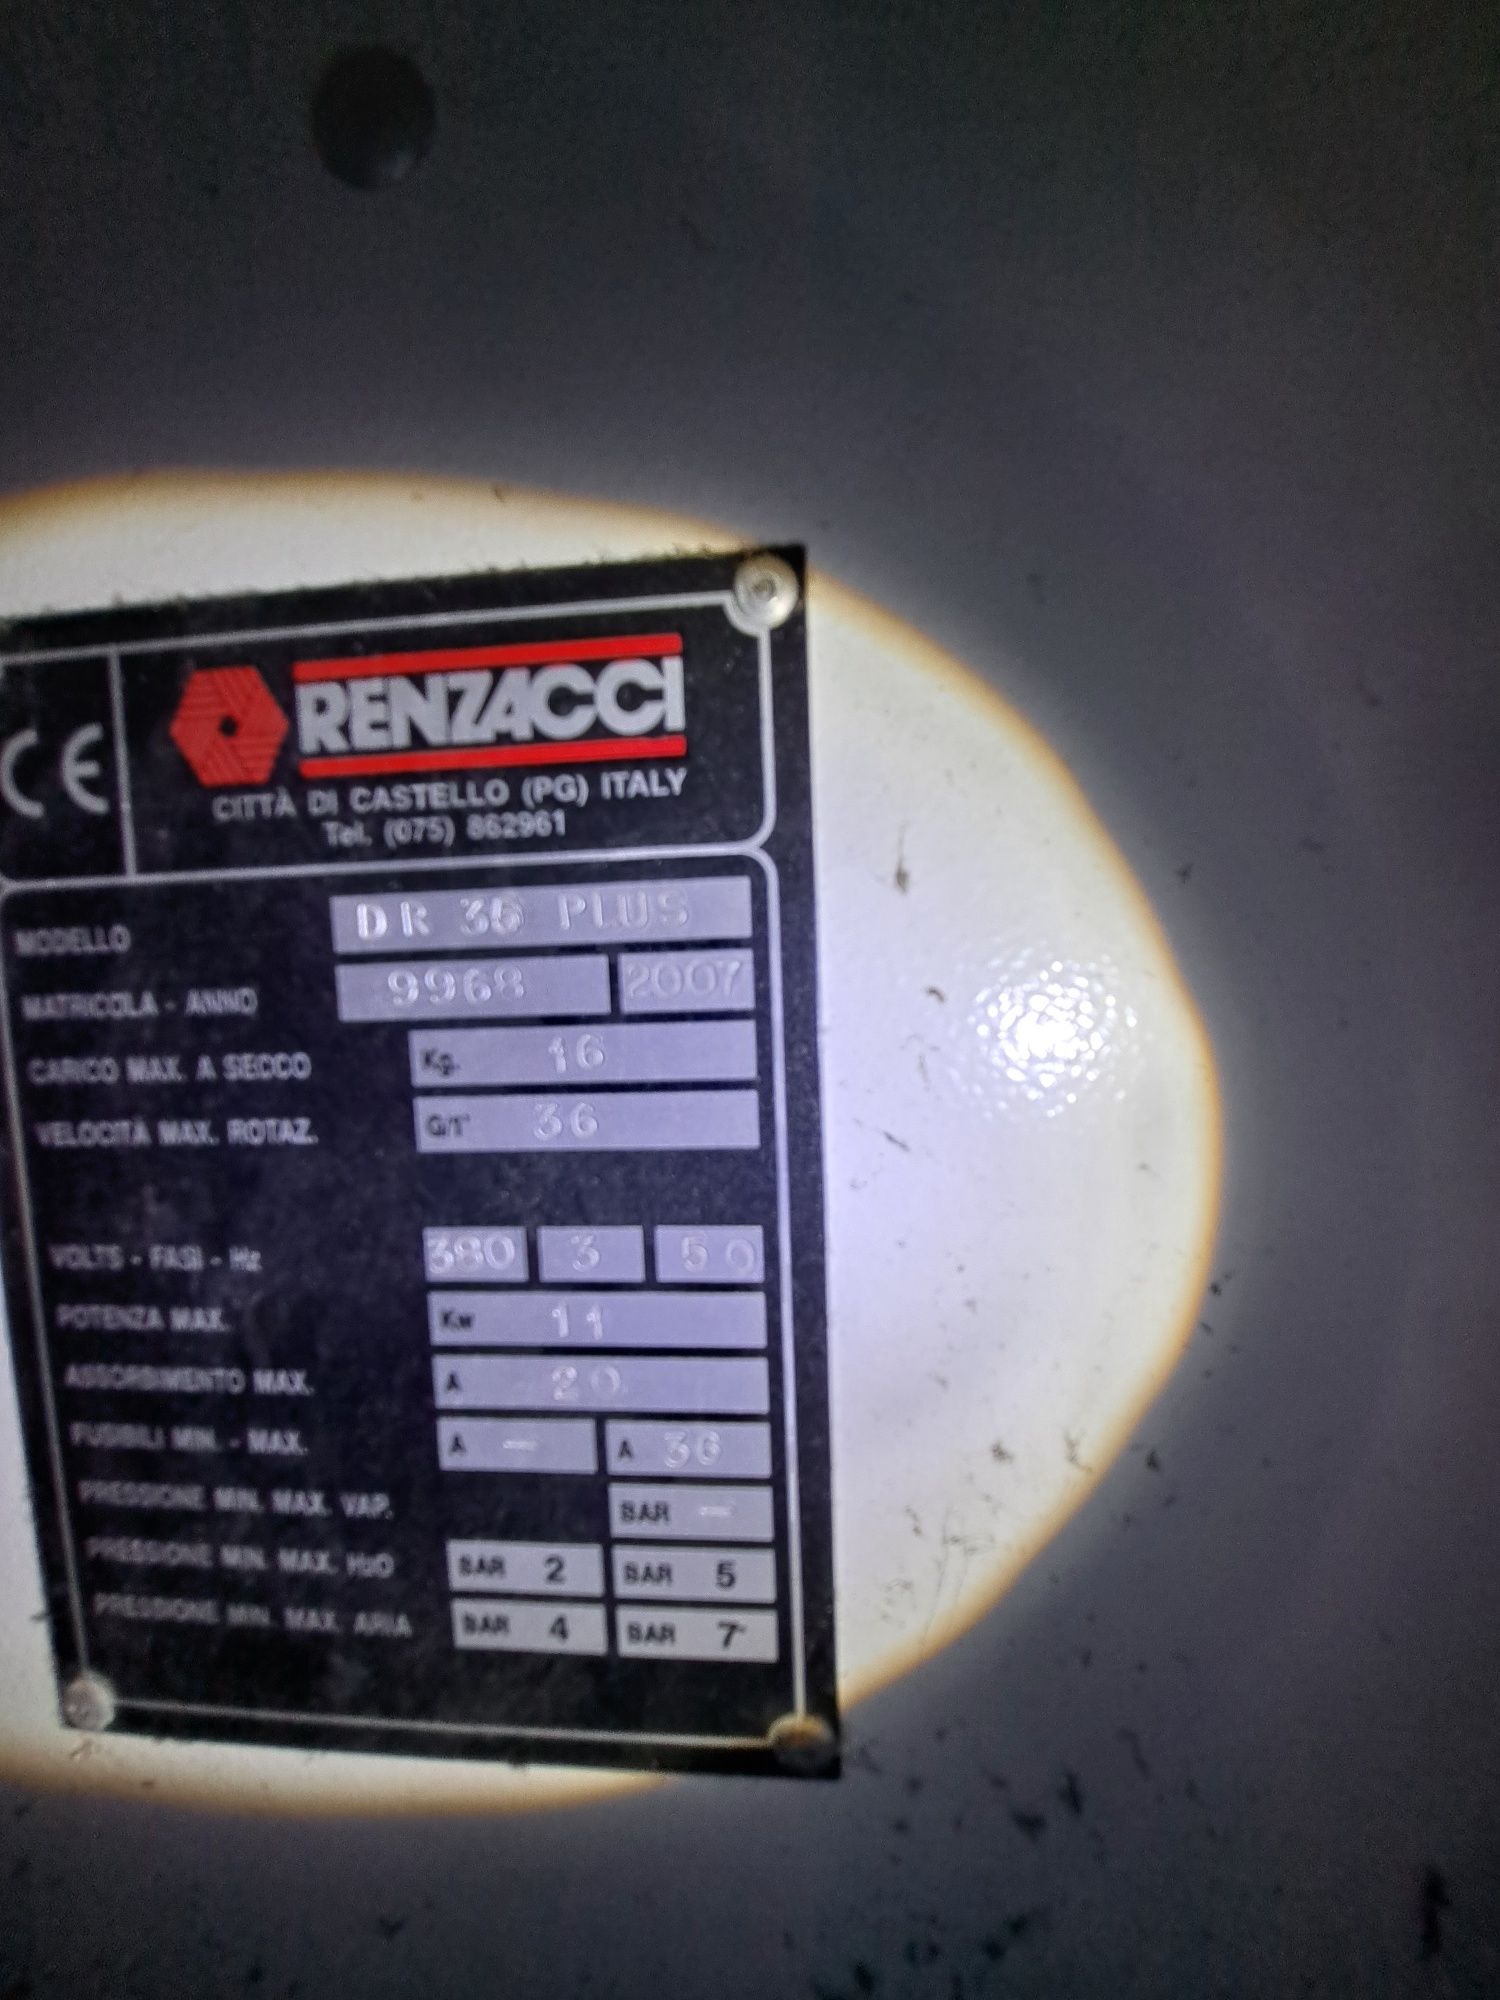 CE
RENZACCI
CITTÀ DI CASTELLO (PG) ITALY
Tel. (075) 862961
MODELLO DR 36 PLUS
MATRICOLA - ANNO 9968 2007
CARICO MAX. A SECCO Kg. 16
VELOCITÀ MAX. ROTAZ. G/1' 36
VOLTS - FASI - Hz 380 3 50
POTENZA MAX. Kw 11
ASSORBIMENTO MAX. A 20
FUSIBILI MIN. - MAX. A — A 36
PRESSIONE MIN. MAX. VAP. BAR —
PRESSIONE MIN. MAX. H2O BAR 2 BAR 5
PRESSIONE MIN. MAX. ARIA BAR 4 BAR 7